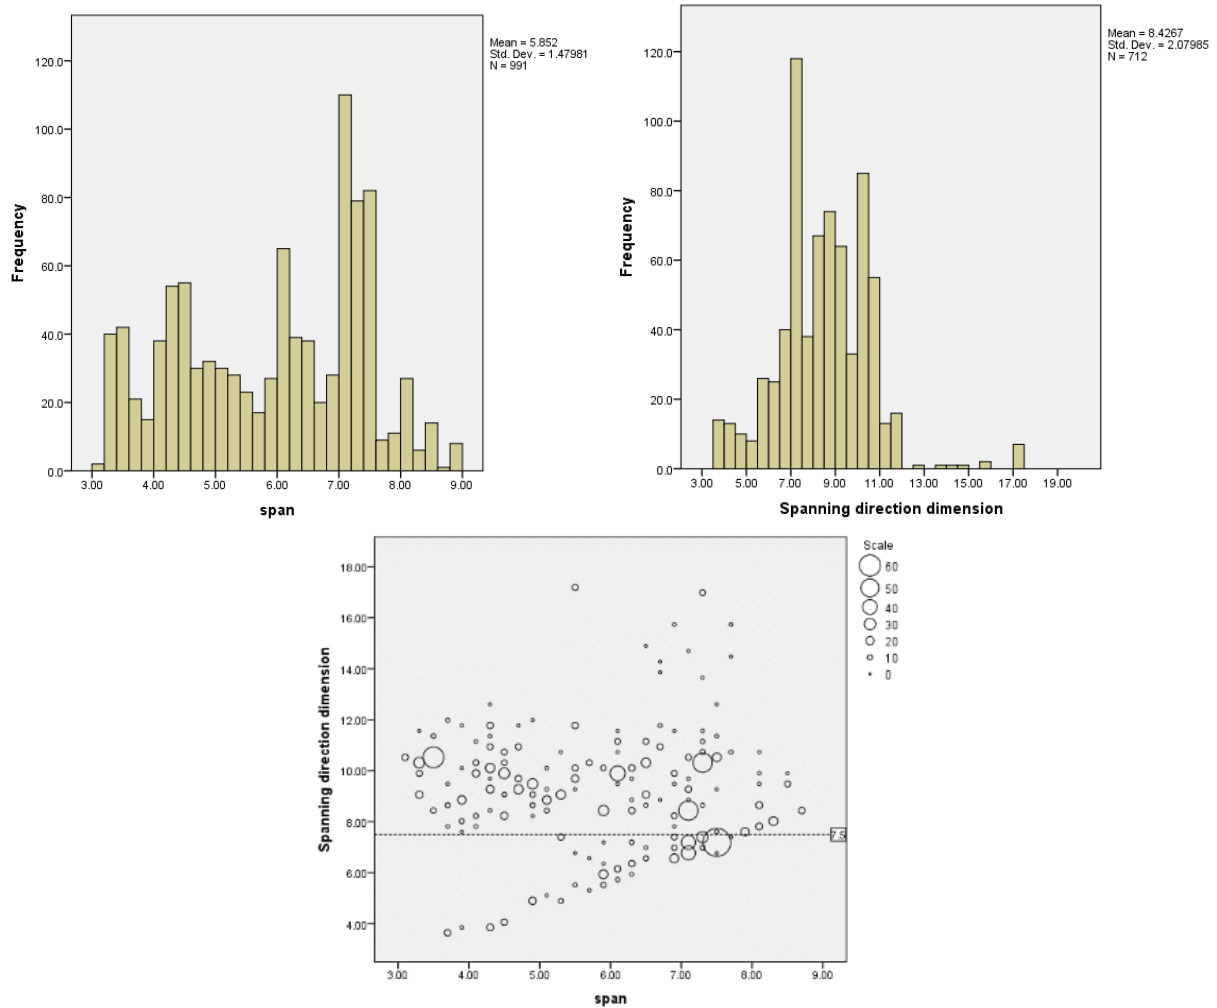 Mean = 5.852
Std. Dev. = 1.47981
N = 991
120.0
100.0
80.0
60.0
40.0
20.0
0.0
Frequency
3.00 4.00 5.00 6.00 7.00 8.00 9.00
span
Mean = 8.4267
Std. Dev. = 2.07985
N = 712
120.0
100.0
80.0
60.0
40.0
20.0
0.0
Frequency
3.00 5.00 7.00 9.00 11.00 13.00 15.00 17.00 19.00
Spanning direction dimension
Scale
60
50
40
30
20
10
0
18.00
16.00
14.00
12.00
10.00
8.00
6.00
4.00
Spanning direction dimension
7.5
3.00 4.00 5.00 6.00 7.00 8.00 9.00
span